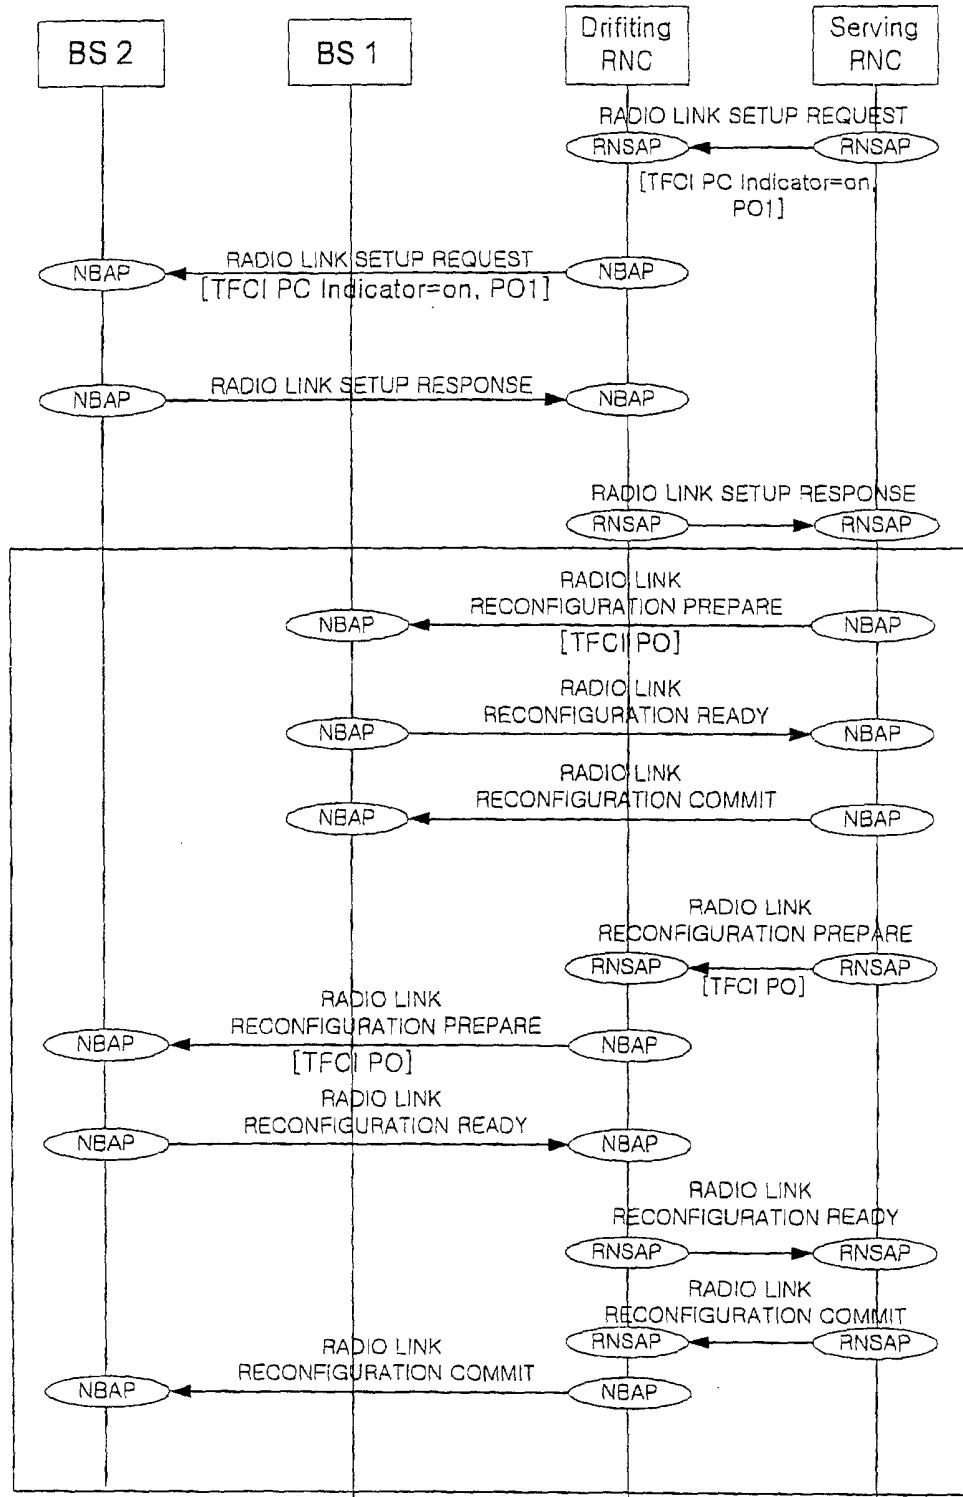 BS 2
BS 1
Drifiting
RNC
Serving
RNC
RADIO LINK SETUP REQUEST
RNSAP
RNSAP
[TFCI PC Indicator=on,
PO1]
NBAP
RADIO LINK SETUP REQUEST
NBAP
[TFCI PC Indicator=on, PO1]
NBAP
RADIO LINK SETUP RESPONSE
NBAP
RADIO LINK SETUP RESPONSE
RNSAP
RNSAP
RADIO LINK
RECONFIGURATION PREPARE
NBAP
NBAP
[TFCI PO]
RADIO LINK
RECONFIGURATION READY
NBAP
NBAP
RADIO LINK
RECONFIGURATION COMMIT
NBAP
NBAP
RADIO LINK
RECONFIGURATION PREPARE
RNSAP
RNSAP
[TFCI PO]
RADIO LINK
RECONFIGURATION PREPARE
NBAP
NBAP
[TFCI PO]
RADIO LINK
RECONFIGURATION READY
NBAP
NBAP
RADIO LINK
RECONFIGURATION READY
RNSAP
RNSAP
RADIO LINK
RECONFIGURATION COMMIT
RNSAP
RNSAP
RADIO LINK
RECONFIGURATION COMMIT
NBAP
NBAP